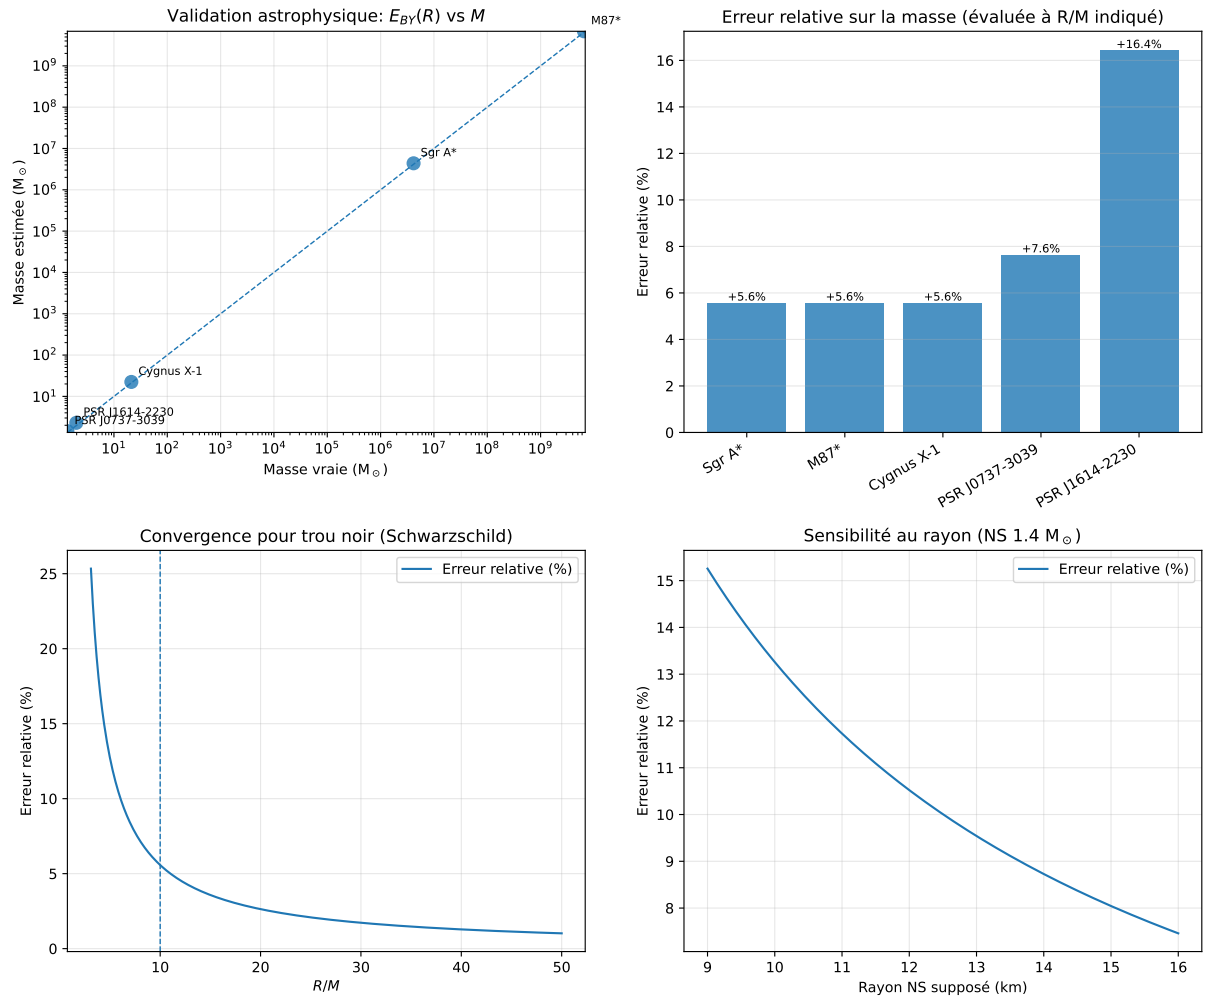 Validation astrophysique: E_BY(R) vs M
M87*
Sgr A*
Cygnus X-1
PSR J1614-2230
PSR J0737-3039
Masse estimée (M⊙)
10⁹
10⁸
10⁷
10⁶
10⁵
10⁴
10³
10²
10¹
10¹ 10² 10³ 10⁴ 10⁵ 10⁶ 10⁷ 10⁸ 10⁹
Masse vraie (M⊙)
Erreur relative sur la masse (évaluée à R/M indiqué)
+16.4%
+7.6%
+5.6% +5.6% +5.6%
Erreur relative (%)
16
14
12
10
8
6
4
2
0
Sgr A* M87* Cygnus X-1 PSR J0737-3039 PSR J1614-2230
Convergence pour trou noir (Schwarzschild)
Erreur relative (%)
Erreur relative (%)
25
20
15
10
5
0
10 20 30 40 50
R/M
Sensibilité au rayon (NS 1.4 M⊙)
Erreur relative (%)
Erreur relative (%)
15
14
13
12
11
10
9
8
9 10 11 12 13 14 15 16
Rayon NS supposé (km)